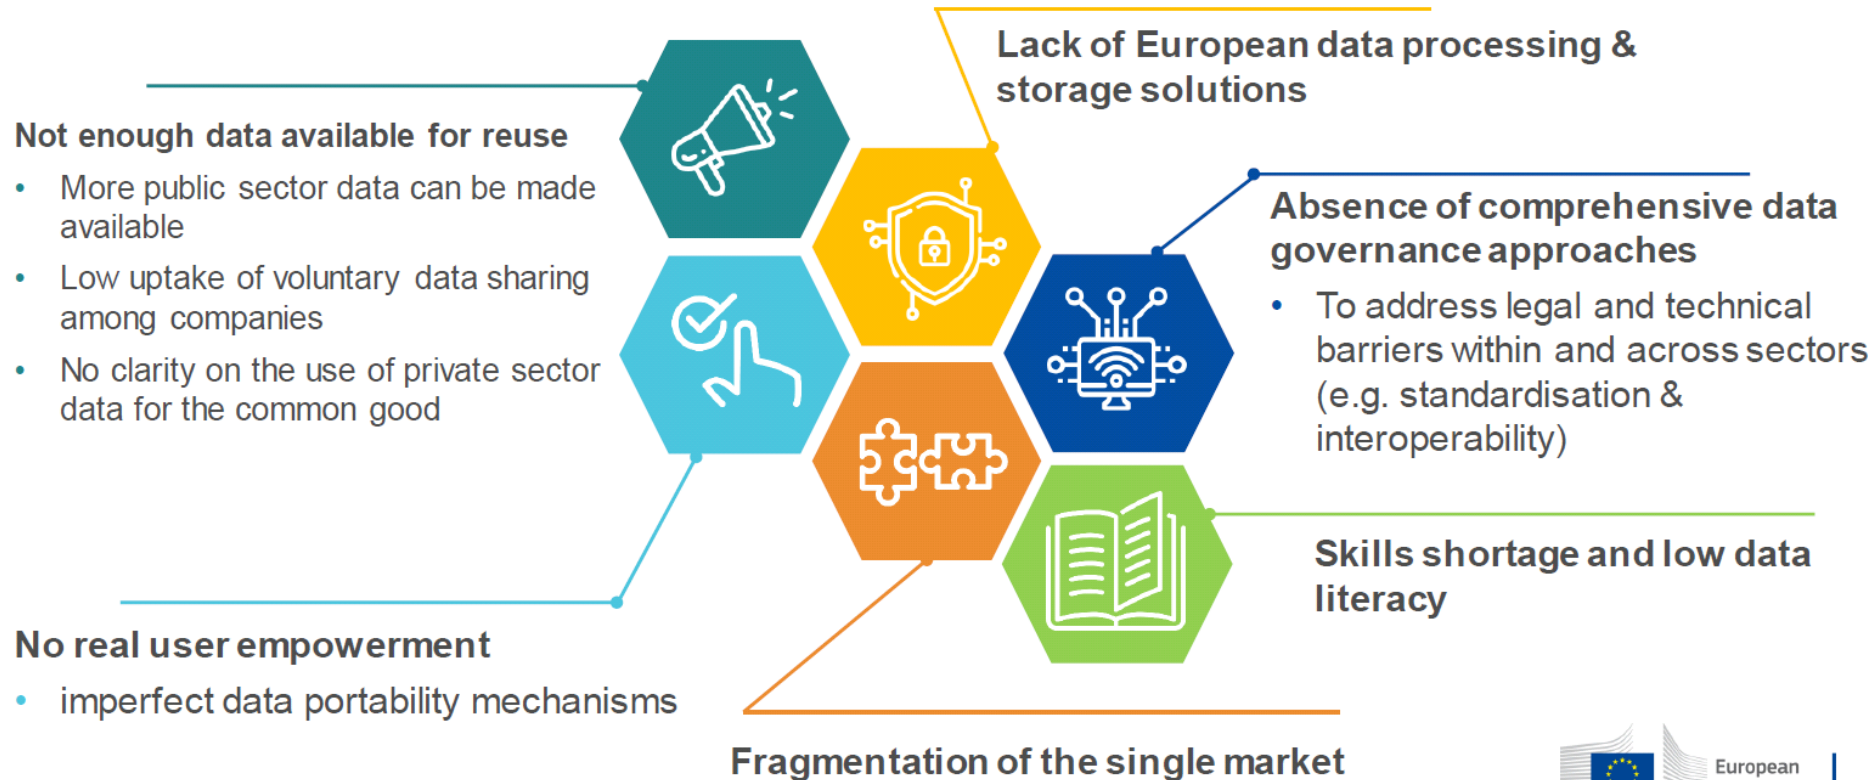 Lack of European data processing &
storage solutions
Not enough data available for reuse
• More public sector data can be made
available
• Low uptake of voluntary data sharing
among companies
• No clarity on the use of private sector
data for the common good
Absence of comprehensive data
governance approaches
• To address legal and technical
barriers within and across sectors
(e.g. standardisation &
interoperability)
Skills shortage and low data
literacy
No real user empowerment
• imperfect data portability mechanisms
Fragmentation of the single market
European